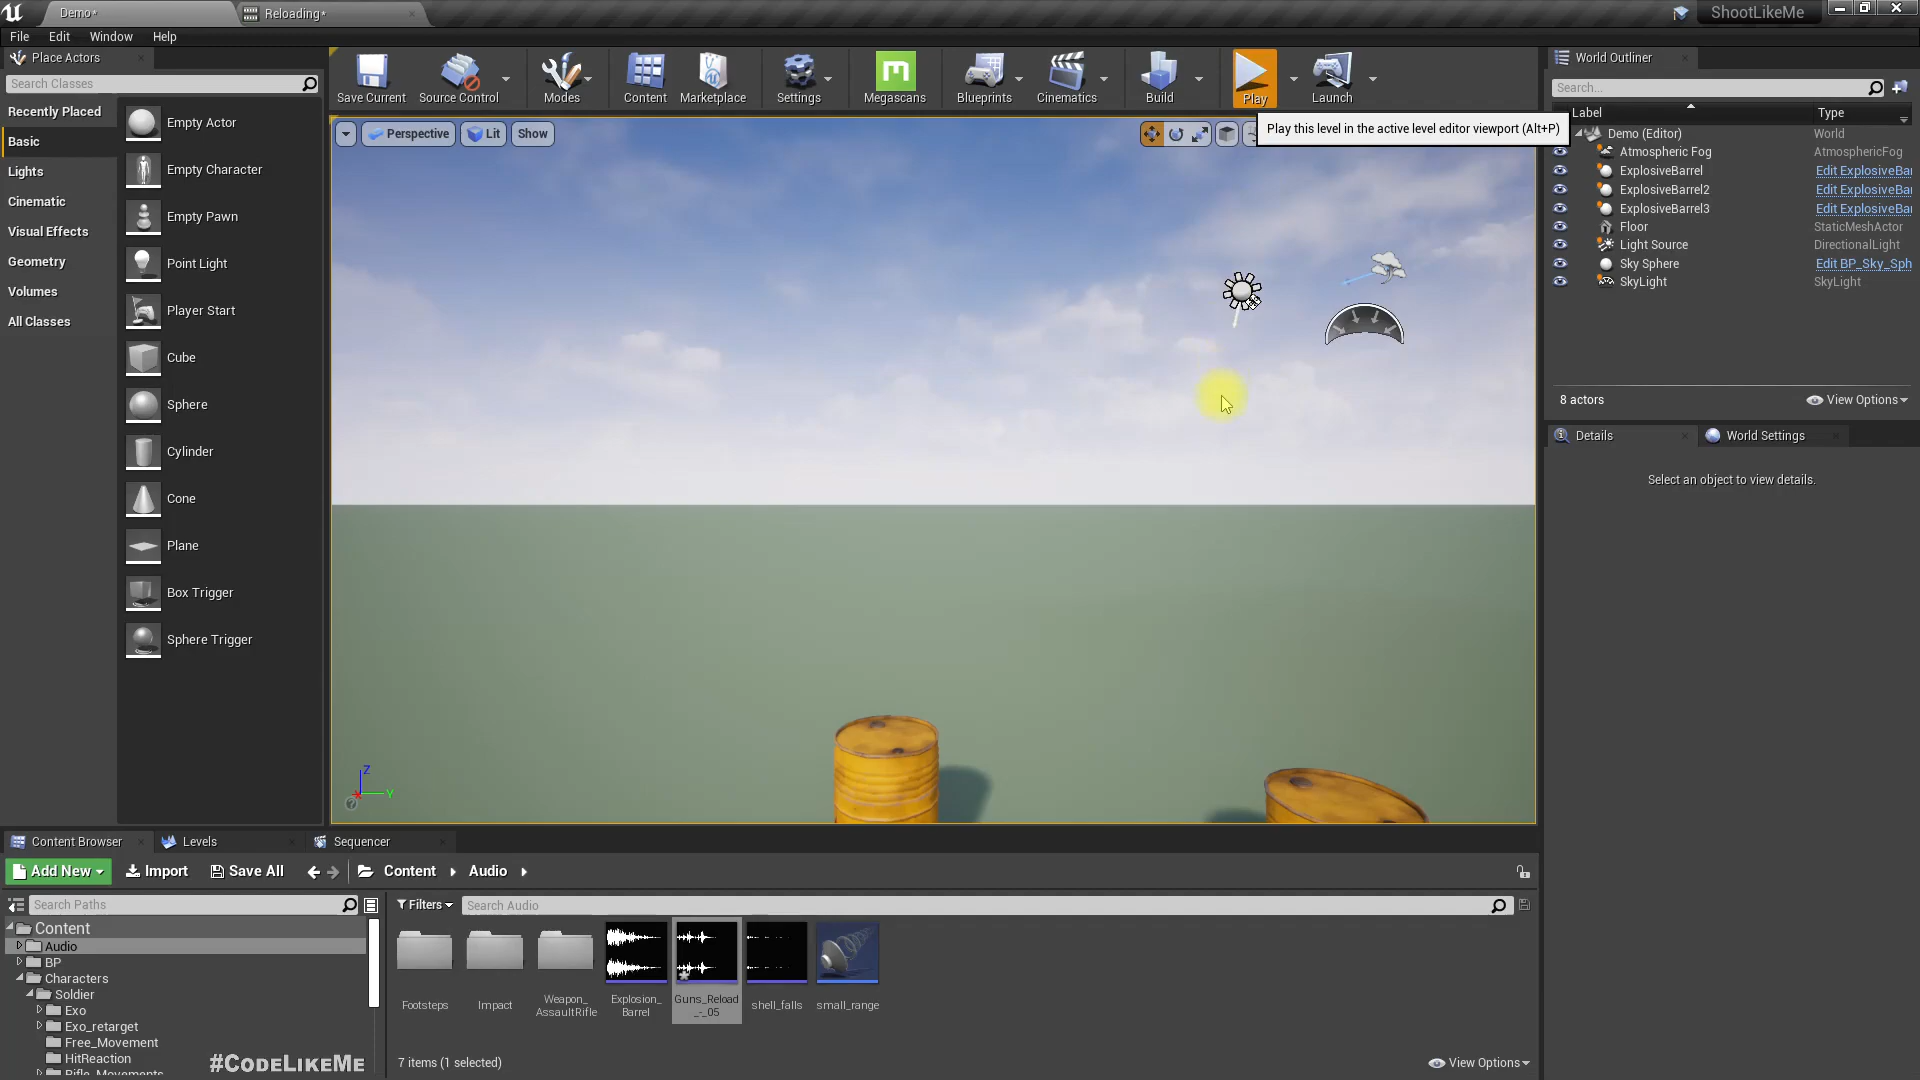 Demo*
Reloading*
ShootLikeMe
File
Edit
Window
Help
Place Actors
Search Classes
Recently Placed
Basic
Lights
Cinematic
Visual Effects
Geometry
Volumes
All Classes
Empty Actor
Empty Character
Empty Pawn
Point Light
Player Start
Cube
Sphere
Cylinder
Cone
Plane
Box Trigger
Sphere Trigger
Save Current
Source Control
Modes
Content
Marketplace
Settings
Megascans
Blueprints
Cinematics
Build
Play
Launch
Perspective
Lit
Show
Play this level in the active level editor viewport (Alt+P)
Z
Y
World Outliner
Search...
Label
Type
Demo (Editor)
World
Atmospheric Fog
AtmosphericFog
ExplosiveBarrel
Edit ExplosiveBa
ExplosiveBarrel2
Edit ExplosiveBa
ExplosiveBarrel3
Edit ExplosiveBa
Floor
StaticMeshActor
Light Source
DirectionalLight
Sky Sphere
Edit BP_Sky_Sph
SkyLight
SkyLight
8 actors
View Options
Details
World Settings
Select an object to view details.
Content Browser
Levels
Sequencer
Add New
Import
Save All
Content
Audio
Search Paths
Filters
Search Audio
Content
Audio
BP
Characters
Soldier
Exo
Exo_retarget
Free_Movement
HitReaction
Rifle_Movements
Footsteps
Impact
Weapon_
AssaultRifle
Explosion_
Barrel
Guns_Reload
_-_05
shell_falls
small_range
7 items (1 selected)
View Options
#CodeLikeMe